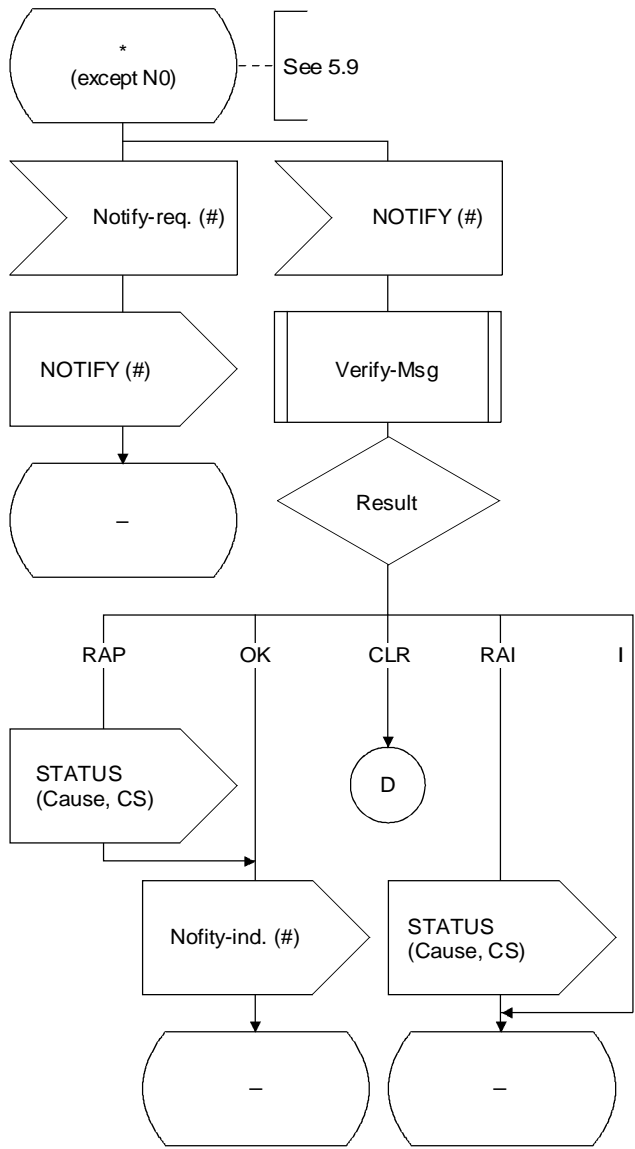 *
(except N0)
See 5.9
Notify-req. (#)
NOTIFY (#)
NOTIFY (#)
Verify-Msg
–
Result
RAP
OK
CLR
RAI
I
STATUS
(Cause, CS)
D
Nofity-ind. (#)
STATUS
(Cause, CS)
–
–